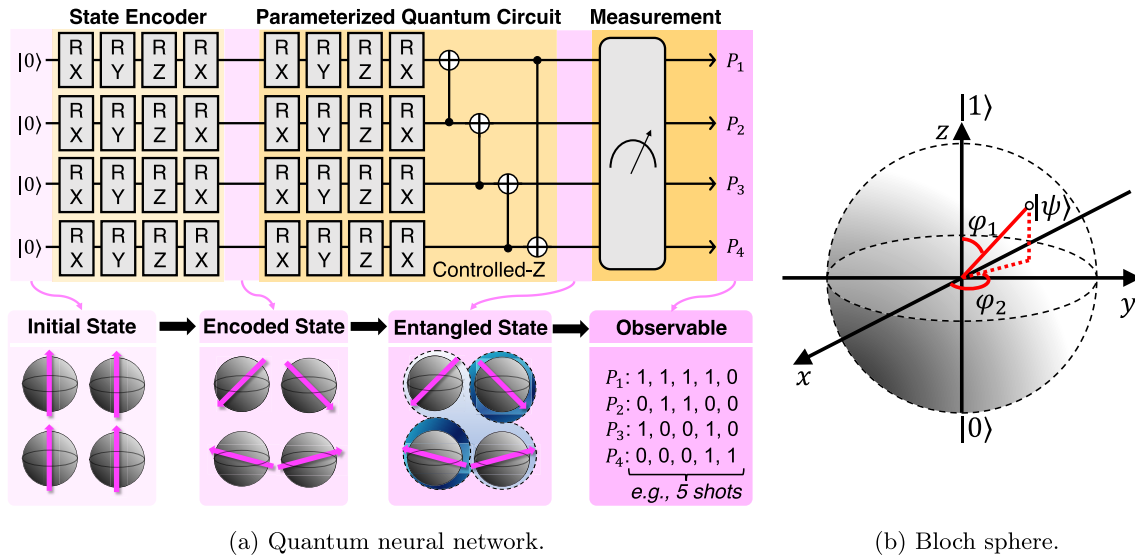 State Encoder Parameterized Quantum Circuit Measurement
|0⟩ R X R Y R Z R X R X R Y R Z R X P₁
|0⟩ R X R Y R Z R X R X R Y R Z R X P₂
|0⟩ R X R Y R Z R X R X R Y R Z R X P₃
|0⟩ R X R Y R Z R X R X R Y R Z R X P₄
Controlled-Z
Initial State Encoded State Entangled State Observable
P₁: 1, 1, 1, 1, 0
P₂: 0, 1, 1, 0, 0
P₃: 1, 0, 0, 1, 0
P₄: 0, 0, 0, 1, 1
e.g., 5 shots
(a) Quantum neural network.
|1⟩
z
|ψ⟩
φ₁
φ₂
y
x
|0⟩
(b) Bloch sphere.